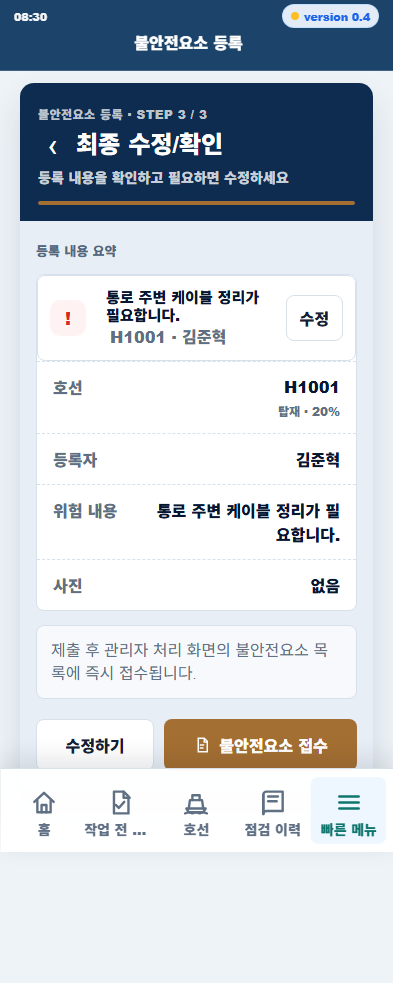 08:30
version 0.4
불안전요소 등록
불안전요소 등록 • STEP 3 / 3
‹ 최종 수정/확인
등록 내용을 확인하고 필요하면 수정하세요
등록 내용 요약
!
통로 주변 케이블 정리가
필요합니다.
H1001 · 김준혁
수정
호선
H1001
탑재 · 20%
등록자
김준혁
위험 내용
통로 주변 케이블 정리가 필
요합니다.
사진
없음
제출 후 관리자 처리 화면의 불안전요소 목
록에 즉시 접수됩니다.
수정하기
불안전요소 접수
홈
작업 전 ...
호선
점검 이력
빠른 메뉴